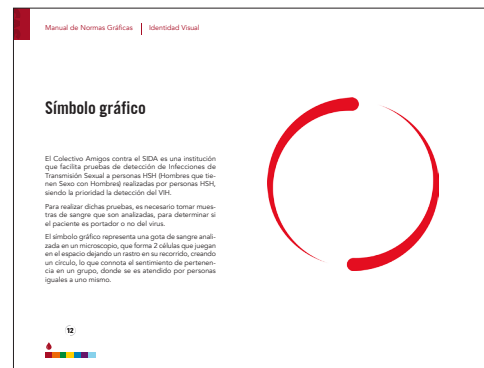 Manual de Normas Gráficas | Identidad Visual
Símbolo gráfico
El Colectivo Amigos contra el SIDA es una institución
que facilita pruebas de detección de Infecciones de
Transmisión Sexual a personas HSH (Hombres que tie-
nen Sexo con Hombres) realizadas por personas HSH,
siendo la prioridad la detección del VIH.
Para realizar dichas pruebas, es necesario tomar mues-
tras de sangre que son analizadas, para determinar si
el paciente es portador o no del virus.
El símbolo gráfico representa una gota de sangre anali-
zada en un microscopio, que forma 2 células que juegan
en el espacio dejando un rastro en su recorrido, creando
un círculo, lo que connota el sentimiento de pertenen-
cia en un grupo, donde se es atendido por personas
iguales a uno mismo.
12